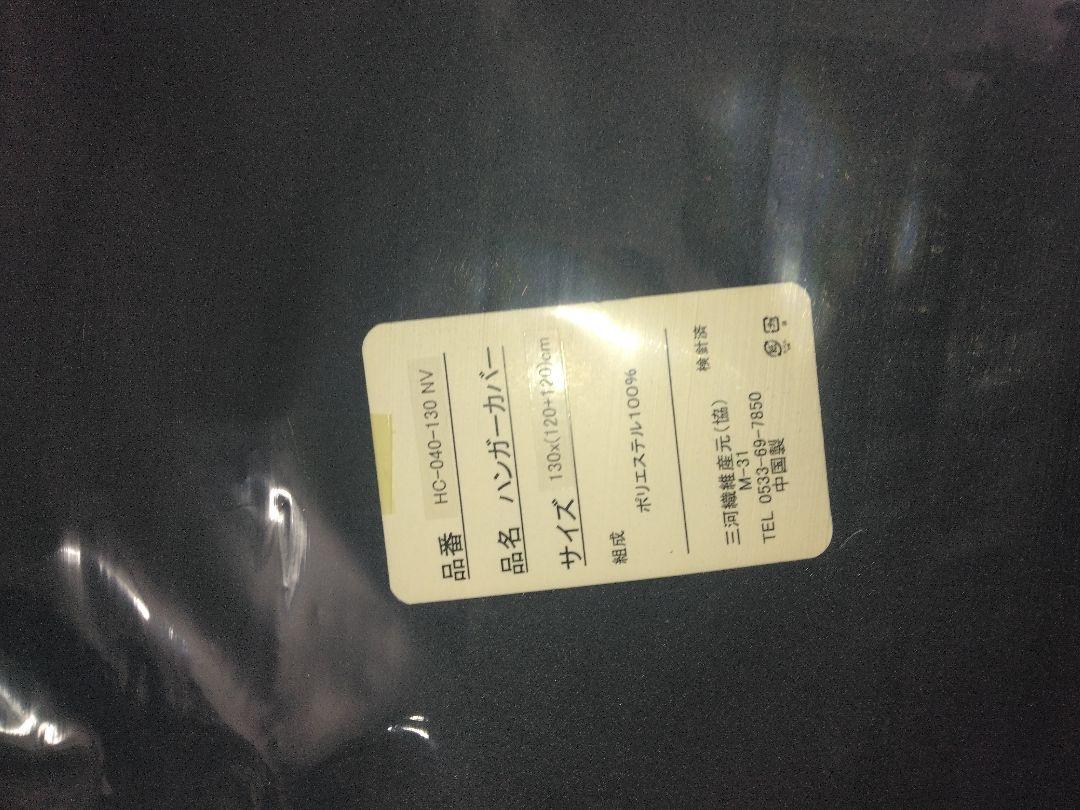 品番 HC-040-130 NV
品名 ハンガーカバー
サイズ 130x(120+120)cm
組成
ポリエステル100%
検針済
三河織維産元(協)
M-31
TEL 0533-69-7850
中国製